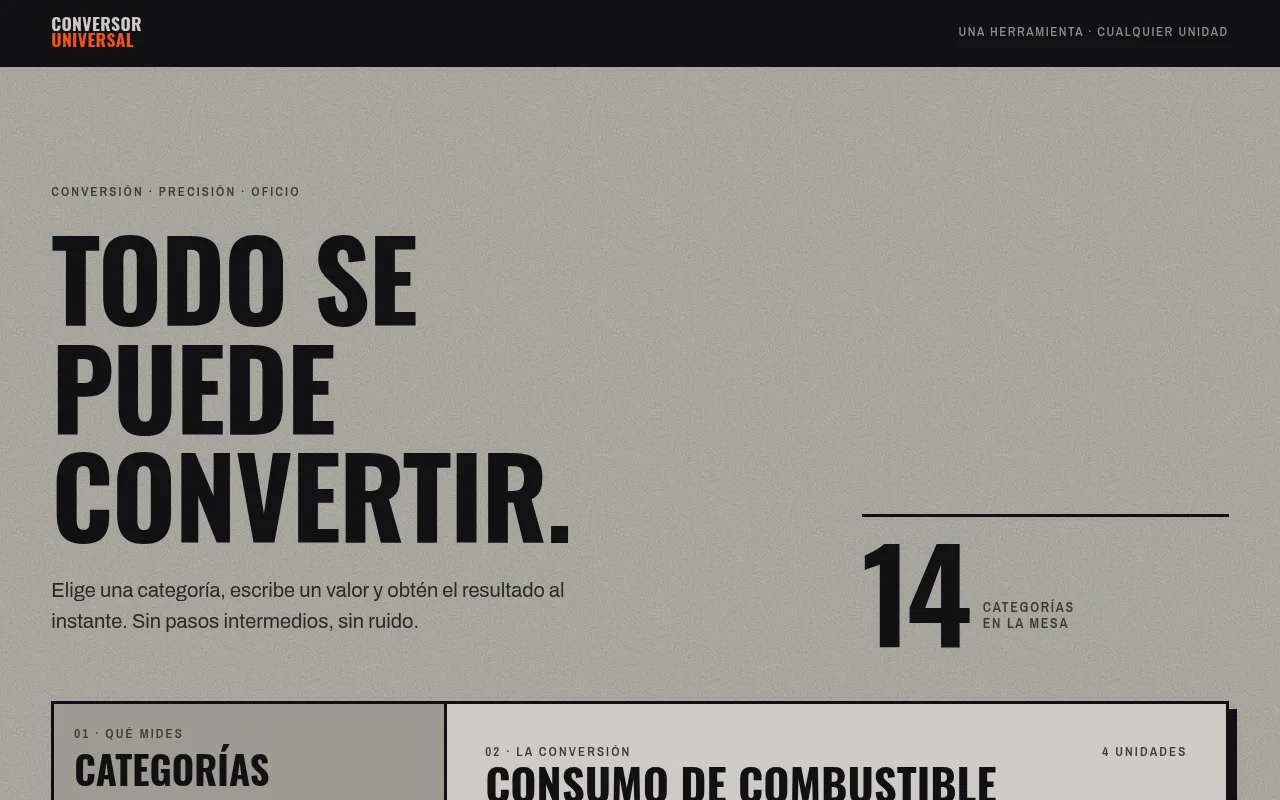 CONVERSOR
UNIVERSAL
UNA HERRAMIENTA · CUALQUIER UNIDAD
CONVERSIÓN · PRECISIÓN · OFICIO
TODO SE
PUEDE
CONVERTIR.
Elige una categoría, escribe un valor y obtén el resultado al
instante. Sin pasos intermedios, sin ruido.
14
CATEGORÍAS
EN LA MESA
01 · QUÉ MIDES
CATEGORÍAS
02 · LA CONVERSIÓN
4 UNIDADES
CONSUMO DE COMBUSTIBLE